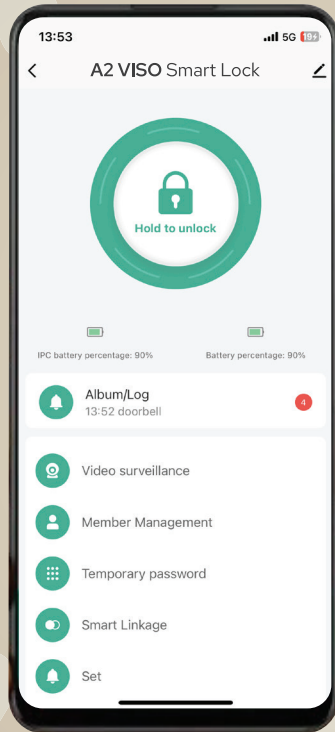 13:53 5G 19
A2 VISO Smart Lock
Hold to unlock
IPC battery percentage: 90% Battery percentage: 90%
Album/Log
13:52 doorbell
4
Video surveillance
Member Management
Temporary password
Smart Linkage
Set